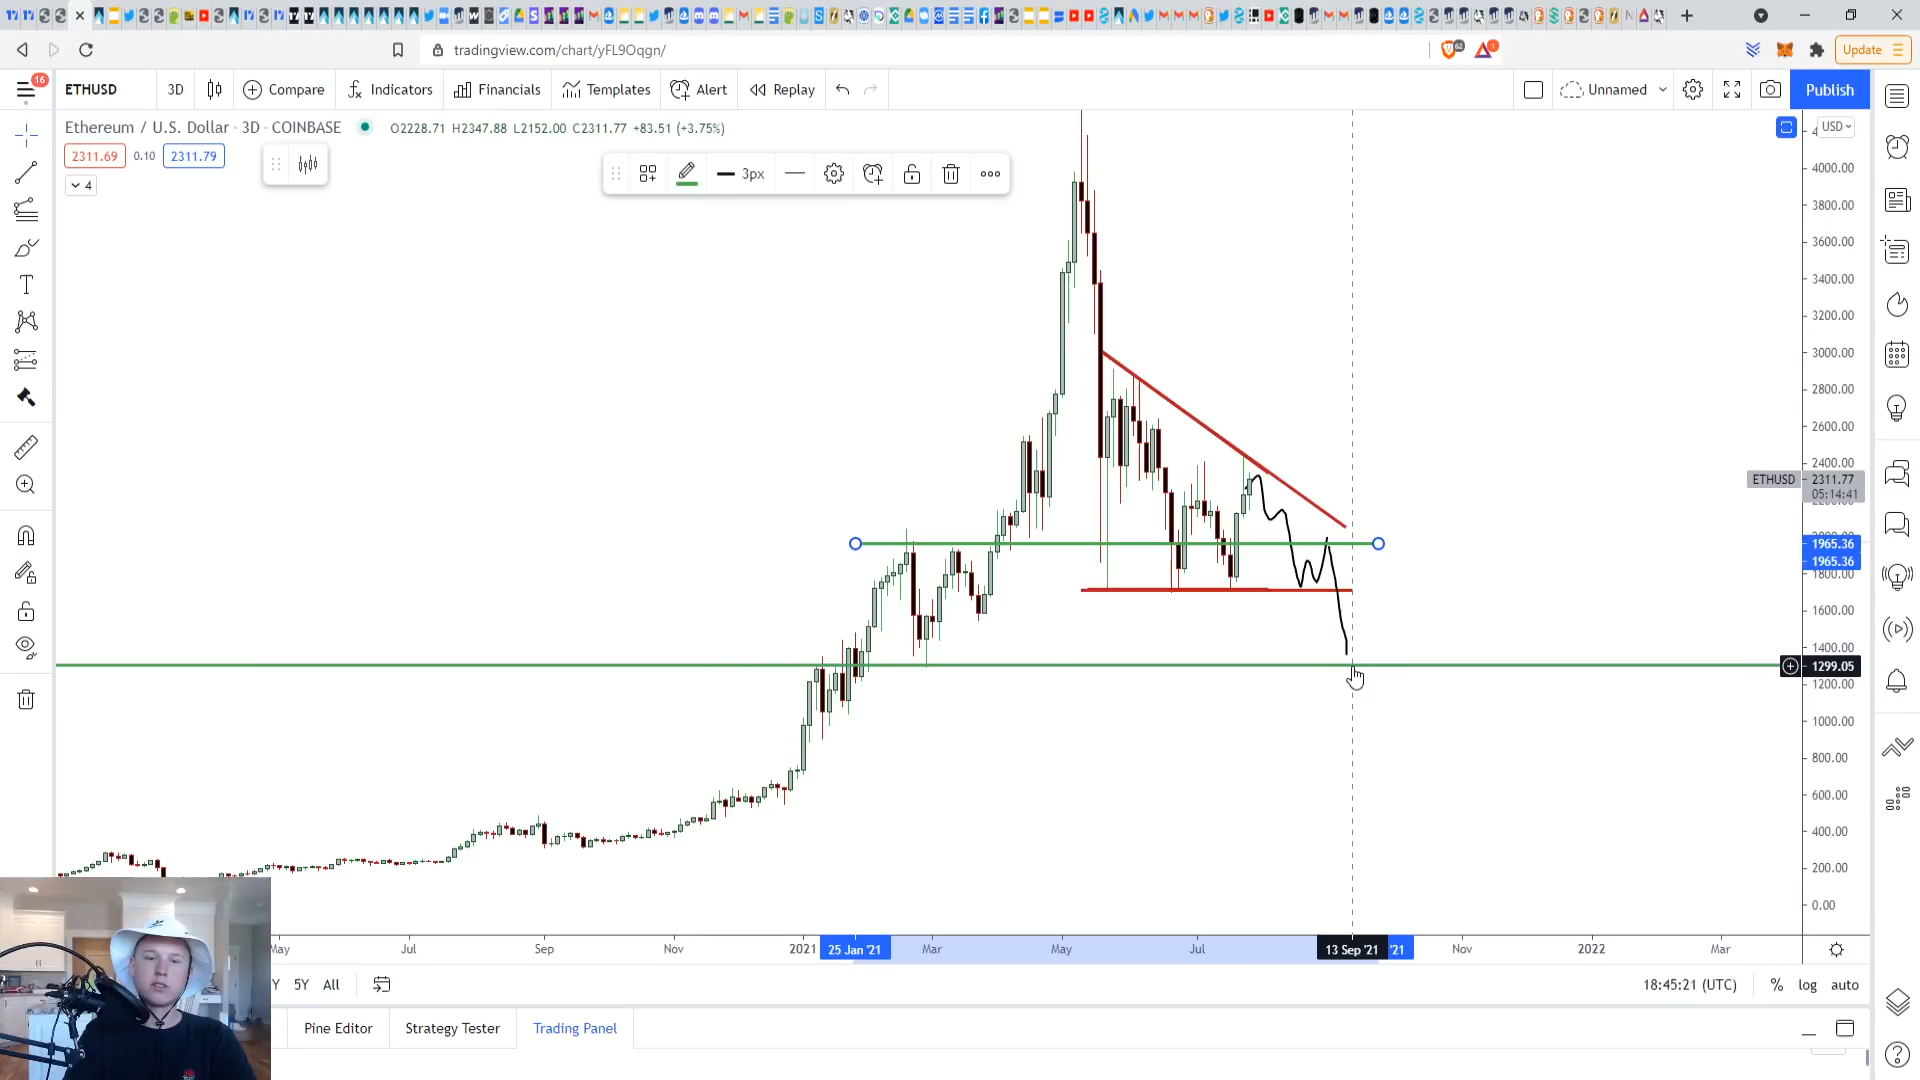 tradingview.com/chart/yFL9Oqgn/
62
1
Update
16
ETHUSD
3D
Compare
Indicators
Financials
Templates
Alert
Replay
Unnamed
Publish
Ethereum / U.S. Dollar · 3D · COINBASE
O2228.71 H2347.88 L2152.00 C2311.77 +83.51 (+3.75%)
USD
2311.69
0.10
2311.79
3px
4
4000.00
3800.00
3600.00
3400.00
3200.00
3000.00
2800.00
2600.00
2400.00
ETHUSD
2311.77
05:14:41
1965.36
1965.36
1800.00
1600.00
1400.00
1299.05
1200.00
1000.00
800.00
600.00
400.00
200.00
0.00
May
Jul
Sep
Nov
2021
25 Jan '21
Mar
May
Jul
13 Sep '21
'21
Nov
2022
Mar
Y
5Y
All
18:45:21 (UTC)
%
log
auto
Pine Editor
Strategy Tester
Trading Panel